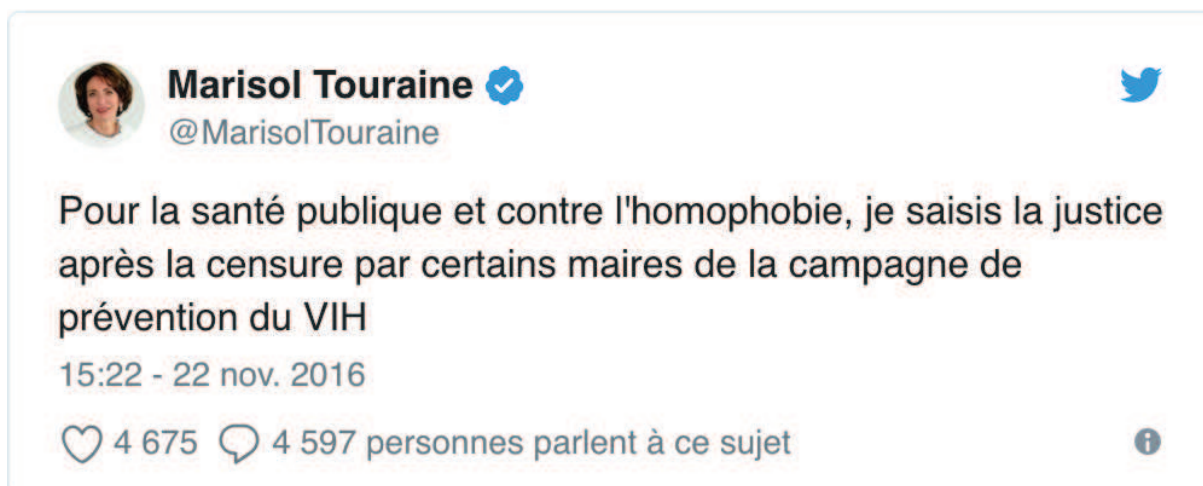 Marisol Touraine
@MarisolTouraine
Pour la santé publique et contre l'homophobie, je saisis la justice
après la censure par certains maires de la campagne de
prévention du VIH
15:22 - 22 nov. 2016
4 675 4 597 personnes parlent à ce sujet